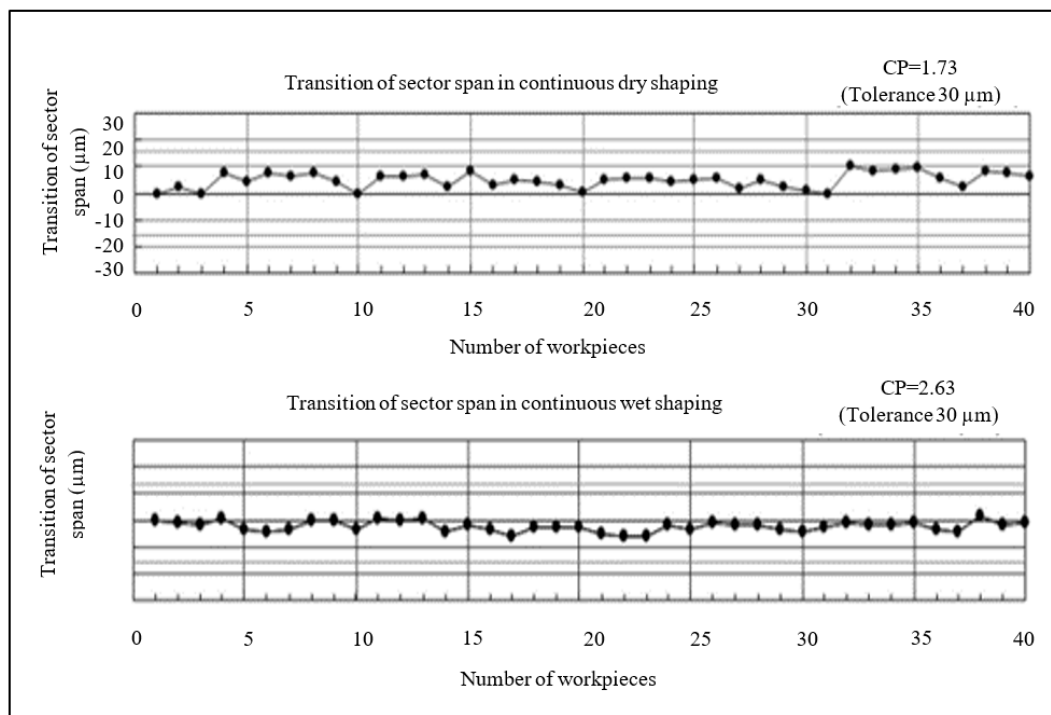 Transition of sector span in continuous dry shaping
CP=1.73
(Tolerance 30 µm)
Transition of sector
span (µm)
30
20
10
0
-10
-20
-30
0 5 10 15 20 25 30 35 40
Number of workpieces
Transition of sector span in continuous wet shaping
CP=2.63
(Tolerance 30 µm)
Transition of sector
span (µm)
0 5 10 15 20 25 30 35 40
Number of workpieces